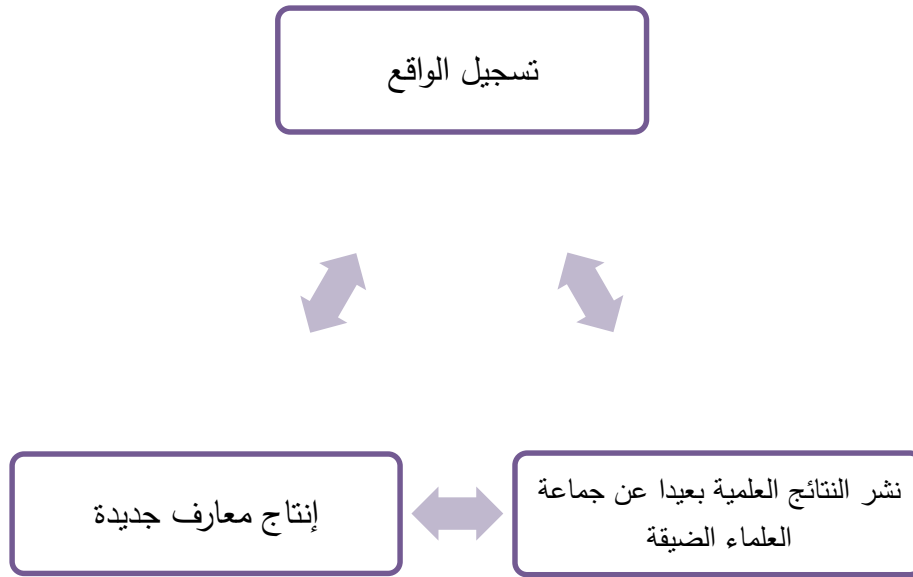 تسجيل الواقع
نشر النتائج العلمية بعيدا عن جماعة
العلماء الضيقة
إنتاج معارف جديدة